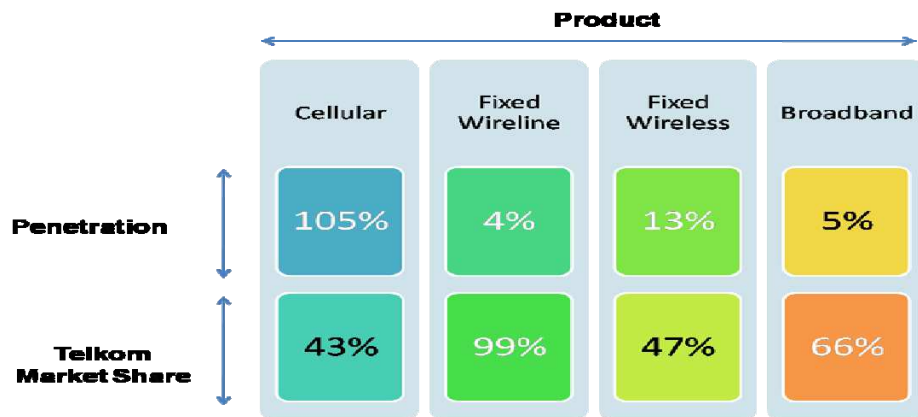 Product
Cellular
Fixed
Wireline
Fixed
Wireless
Broadband
Penetration
105%
4%
13%
5%
Telkom
Market Share
43%
99%
47%
66%